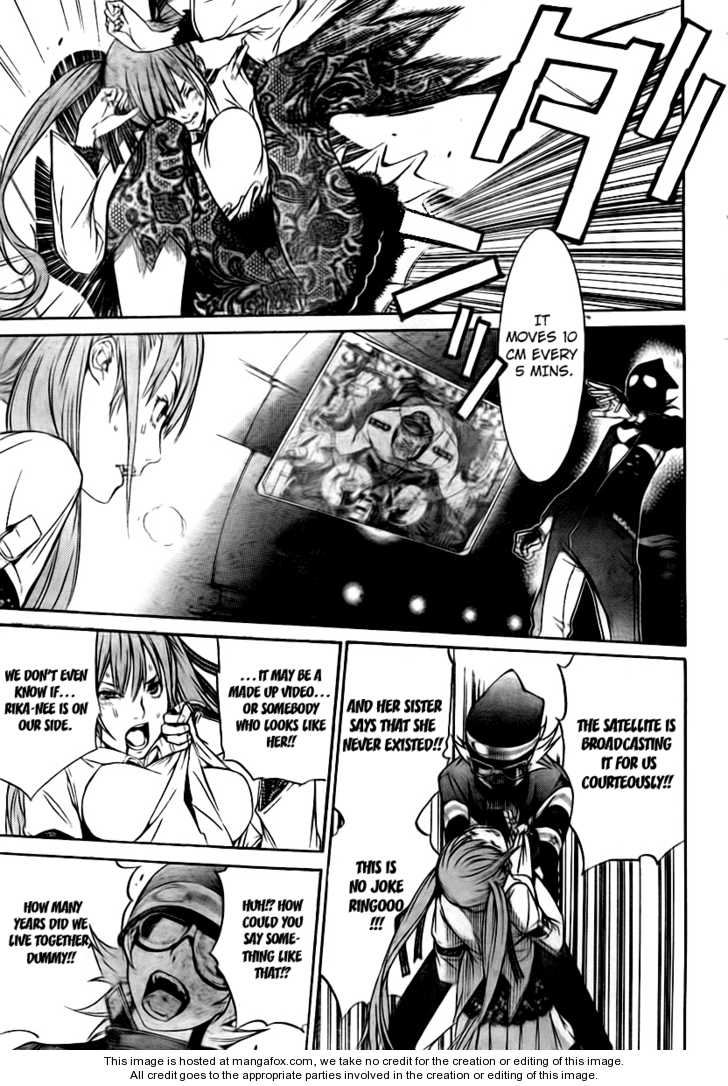 IT
MOVES 10
CM EVERY
5 MINS.
THE SATELLITE IS
BROADCASTING
IT FOR US
COURTEOUSLY!!
AND HER SISTER
SAYS THAT SHE
NEVER EXISTED!!
THIS IS
NO JOKE
RINGOOO
!!!
...IT MAY BE A
MADE UP VIDEO...
OR SOMEBODY
WHO LOOKS LIKE
HER!!
WE DON'T EVEN
KNOW IF...
RIKA-NEE IS ON
OUR SIDE.
HUH!? HOW
COULD YOU
SAY SOME-
THING LIKE
THAT!?
HOW MANY
YEARS DID WE
LIVE TOGETHER,
DUMMY!!
This image is hosted at mangafox.com, we take no credit for the creation or editing of this image.
All credit goes to the appropriate parties involved in the creation or editing of this image.